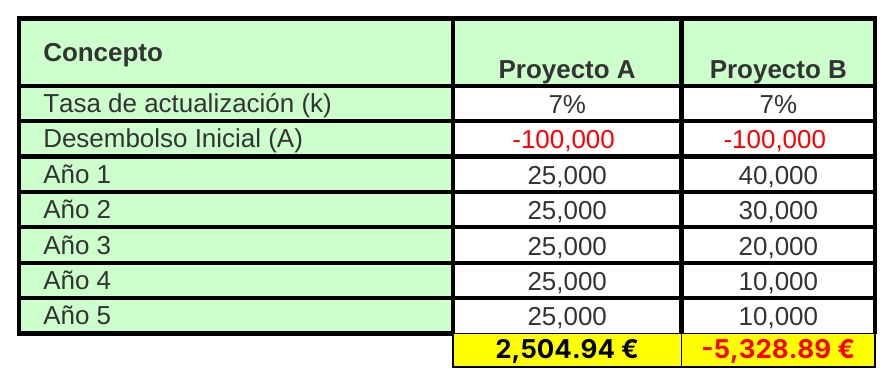 Concepto Proyecto A Proyecto B
Tasa de actualización (k) 7% 7%
Desembolso Inicial (A) -100,000 -100,000
Año 1 25,000 40,000
Año 2 25,000 30,000
Año 3 25,000 20,000
Año 4 25,000 10,000
Año 5 25,000 10,000
2,504.94 € -5,328.89 €